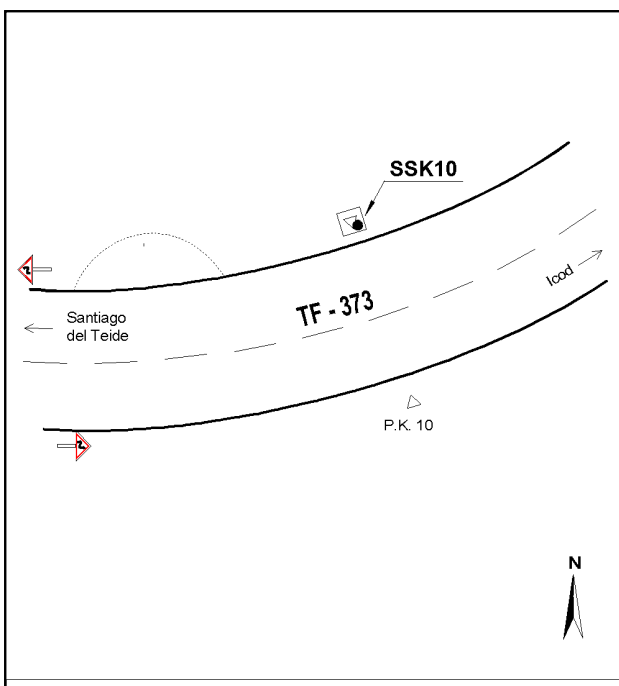 SSK10
Icod
TF - 373
Santiago
del Teide
P.K. 10
N